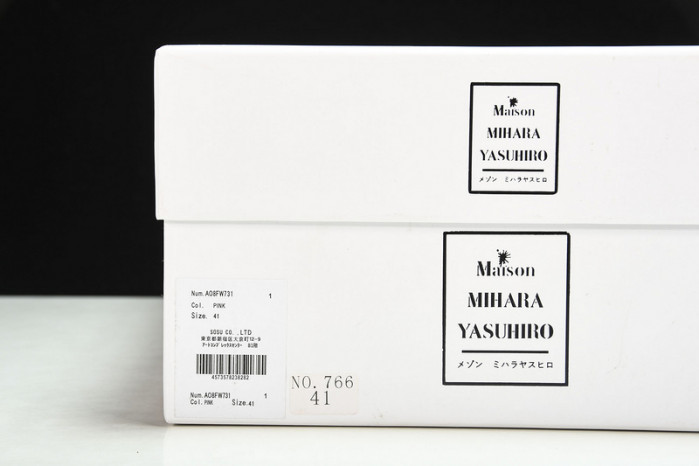 Maison
MIHARA
YASUHIRO
メゾン ミハラヤスヒロ
Maison
MIHARA
YASUHIRO
メゾン ミハラヤスヒロ
Num.A08FW731 1
Col. PINK
Size. 41
SOSU CO.,LTD
4573578238282
Num.A08FW731 1
Col. PINK Size.41
NO.766
41